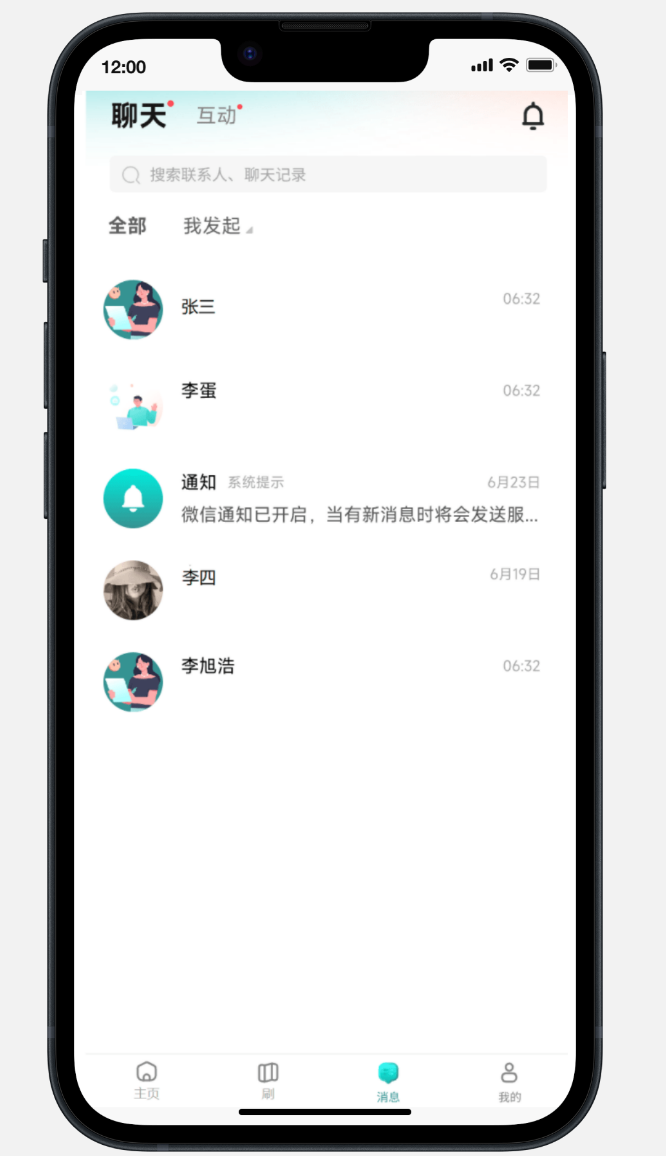 12:00
聊天 互动
搜索联系人、聊天记录
全部 我发起
张三 06:32
李蛋 06:32
通知 系统提示 6月23日
微信通知已开启，当有新消息时将会发送服...
李四 6月19日
李旭浩 06:32
主页 刷 消息 我的